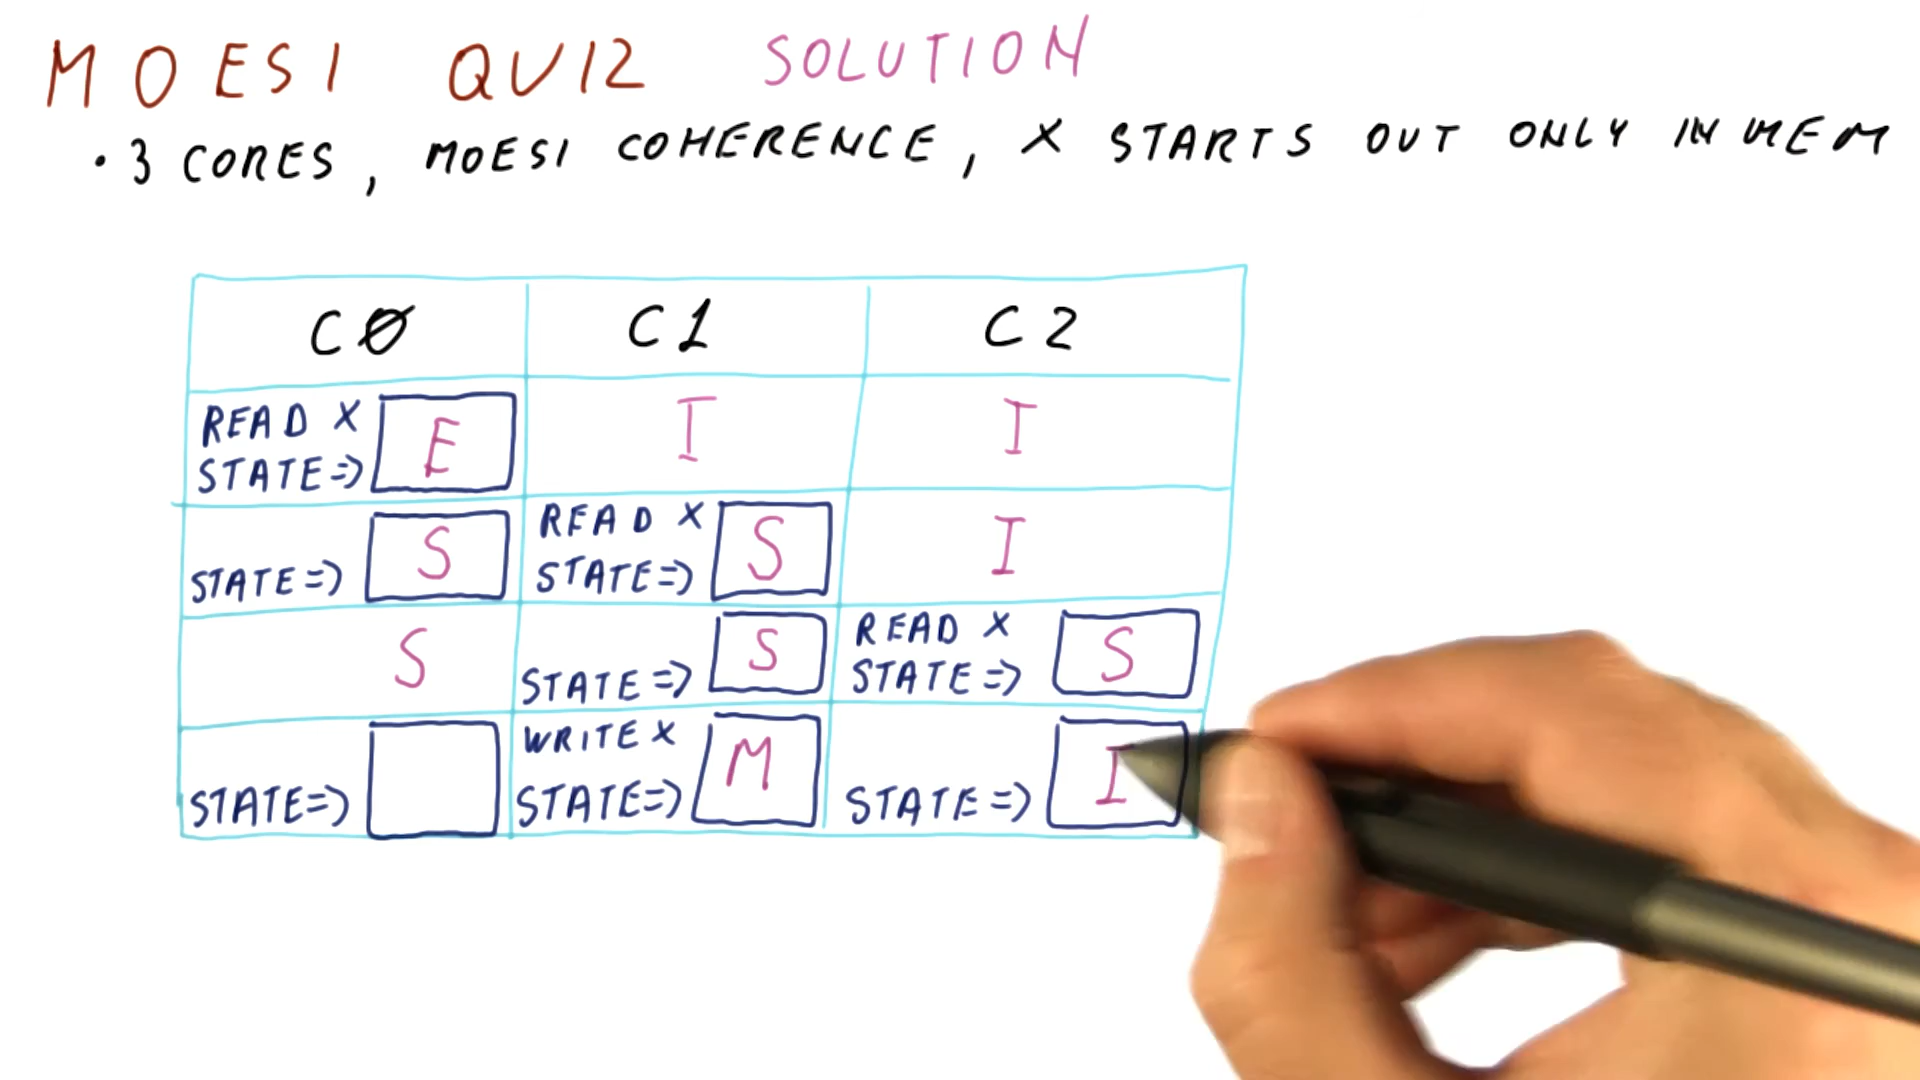 MOESI QUIZ SOLUTION
• 3 CORES, MOESI COHERENCE, X STARTS OUT ONLY IN MEM
CØ C1 C2
READ X
STATE=> E I I
READ X
STATE=> S STATE=> S I
READ X
S STATE=> S STATE=> S
WRITE X
STATE=> STATE=> M STATE=> I